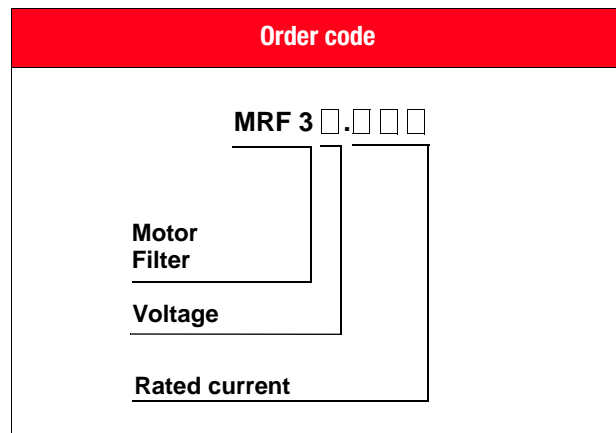 Order code
MRF 3 □.□ □ □
Motor
Filter
Voltage
Rated current